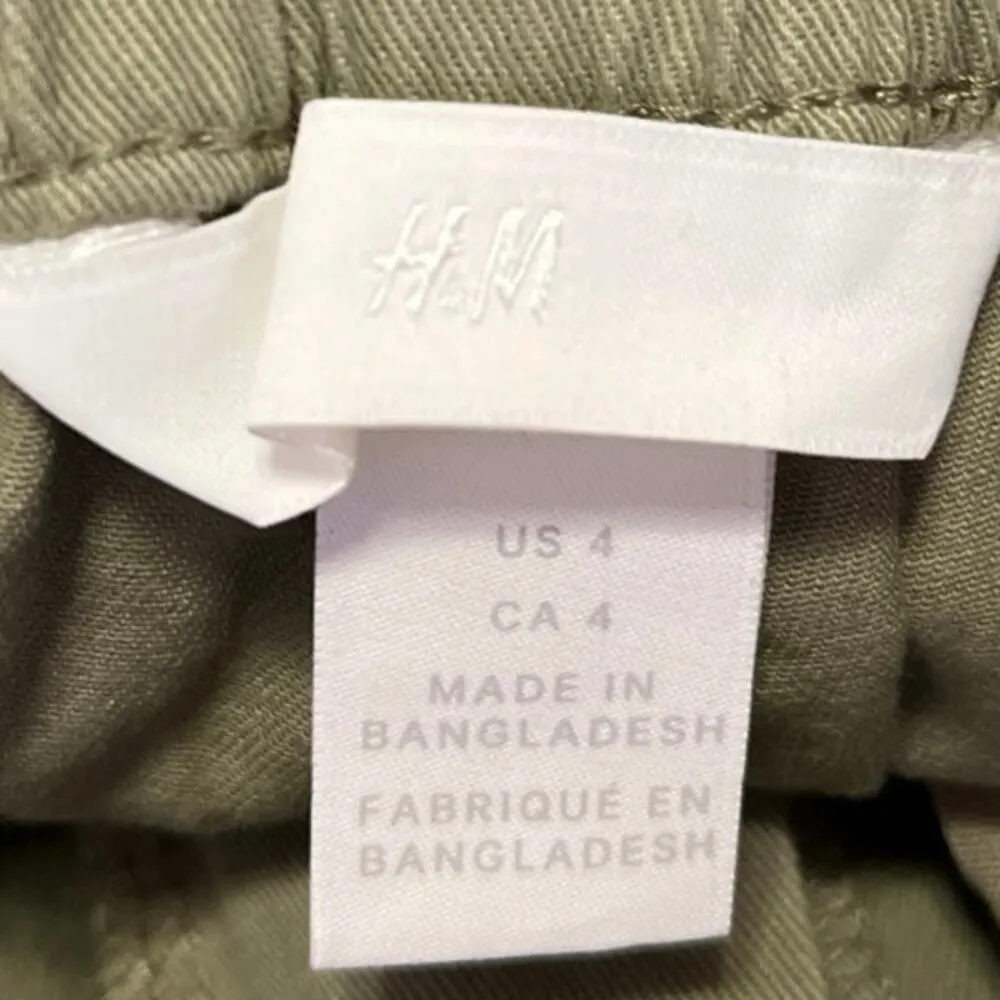 H&M
US 4
CA 4
MADE IN
BANGLADESH
FABRIQUÉ EN
BANGLADESH